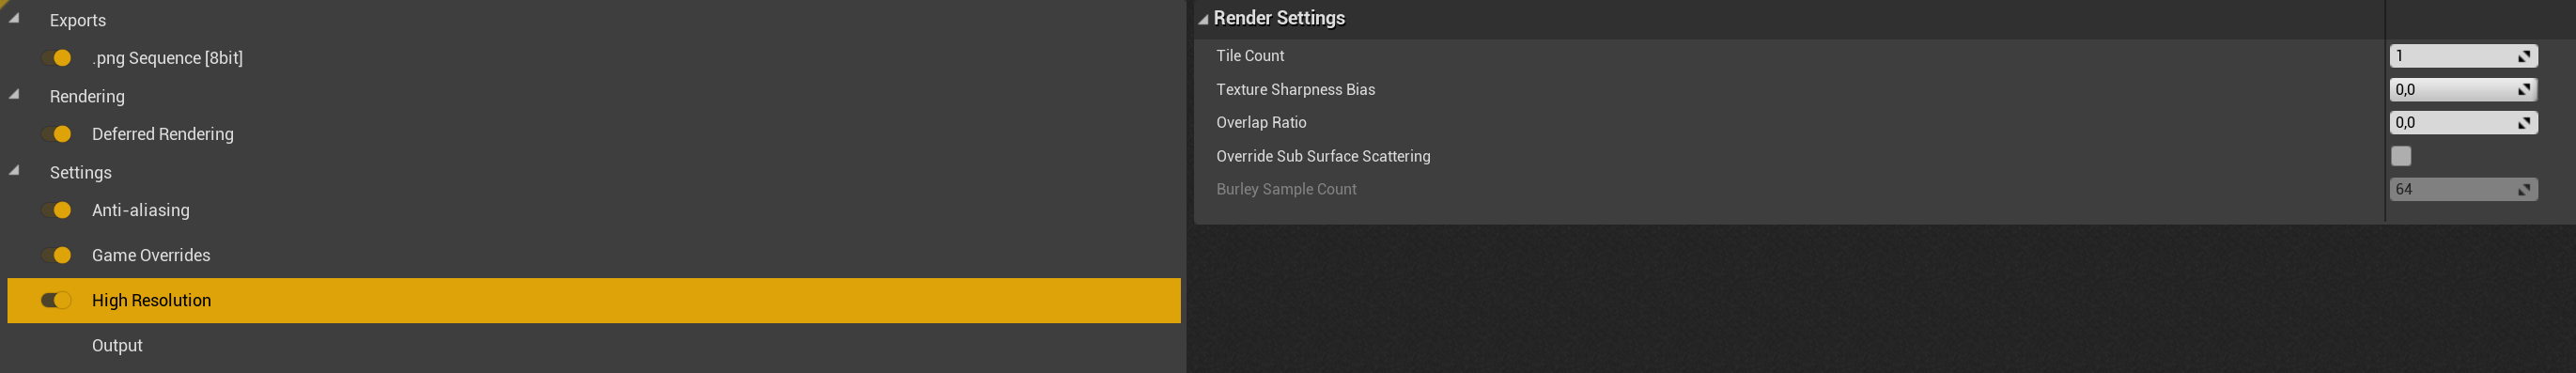 Exports
.png Sequence [8bit]
Rendering
Deferred Rendering
Settings
Anti-aliasing
Game Overrides
High Resolution
Output
Render Settings
Tile Count 1
Texture Sharpness Bias 0,0
Overlap Ratio 0,0
Override Sub Surface Scattering
Burley Sample Count 64